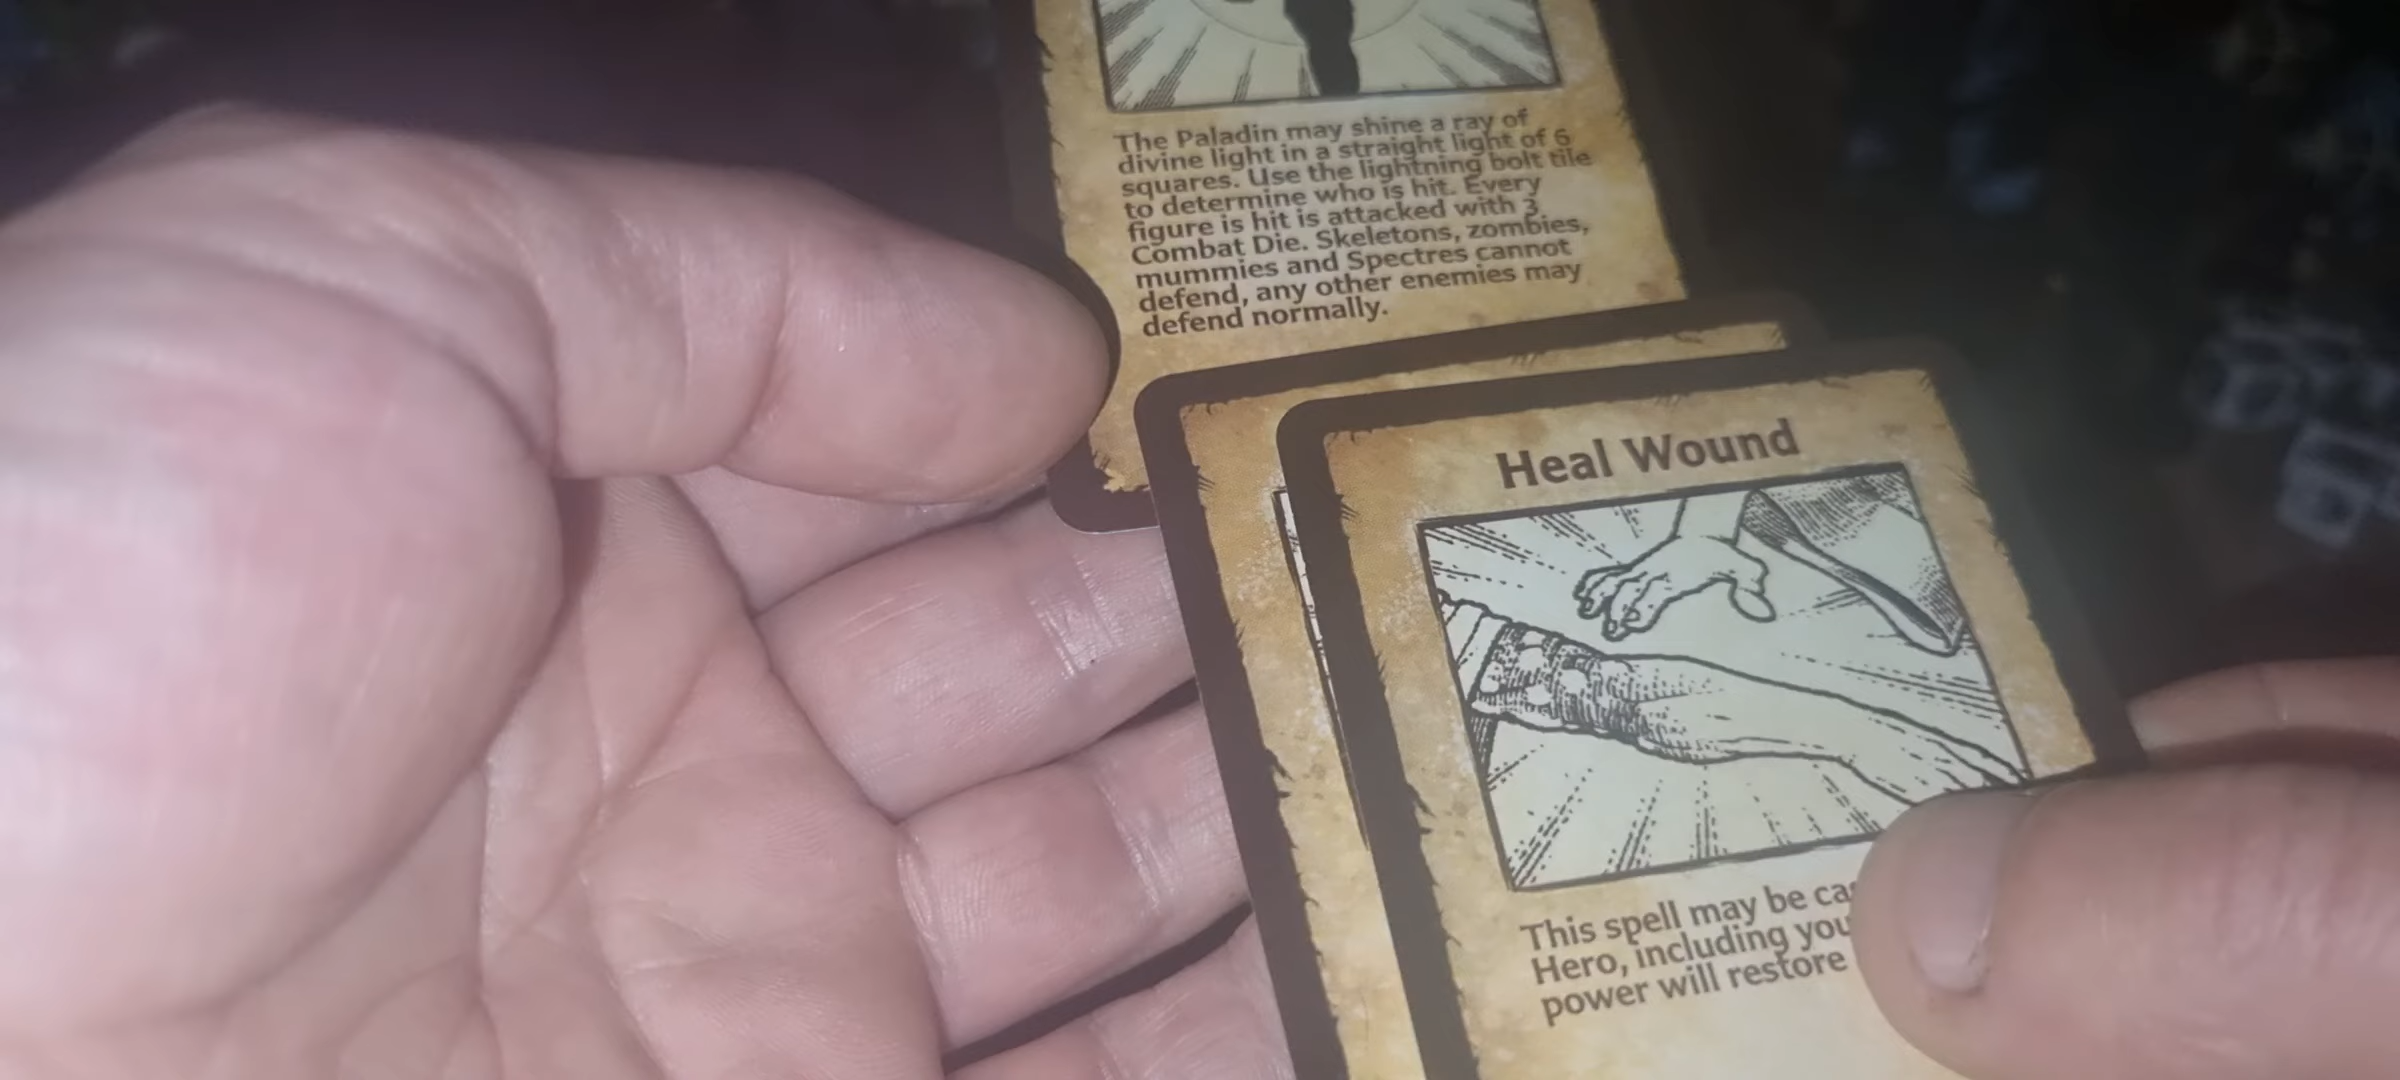 The Paladin may shine a ray of
divine light in a straight light of 6
squares. Use the lightning bolt tile
to determine who is hit. Every
figure is hit is attacked with 3
Combat Die. Skeletons, zombies,
mummies and Spectres cannot
defend, any other enemies may
defend normally.
Heal Wound
This spell may be
Hero, including
power will restore